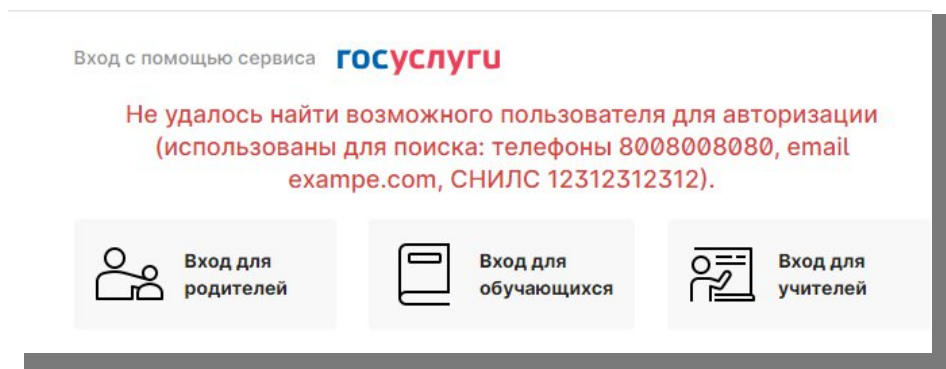 Вход с помощью сервиса госуслуги
Не удалось найти возможного пользователя для авторизации
(использованы для поиска: телефоны 8008008080, email
exampe.com, СНИЛС 12312312312).
Вход для
родителей
Вход для
обучающихся
Вход для
учителей